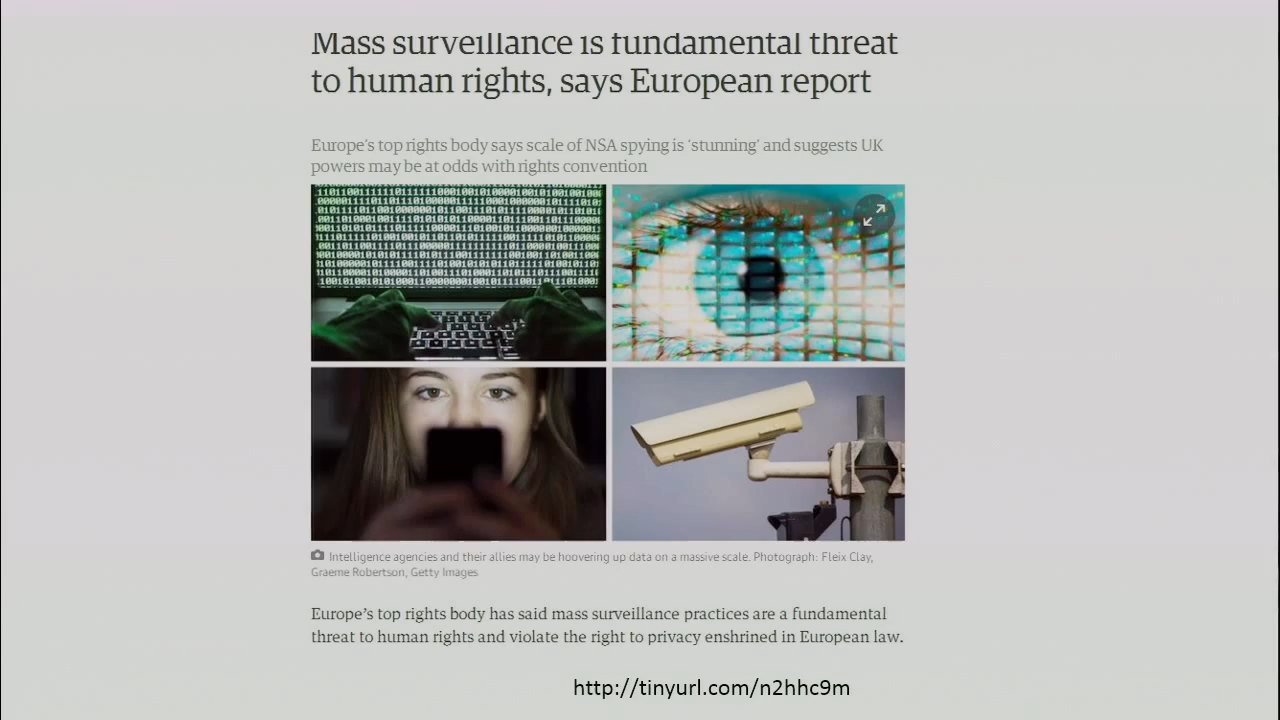 Mass surveillance is fundamental threat
to human rights, says European report
Europe's top rights body says scale of NSA spying is 'stunning' and suggests UK
powers may be at odds with rights convention
Intelligence agencies and their allies may be hoovering up data on a massive scale. Photograph: Fleix Clay,
Graeme Robertson, Getty Images
Europe's top rights body has said mass surveillance practices are a fundamental
threat to human rights and violate the right to privacy enshrined in European law.
http://tinyurl.com/n2hhc9m